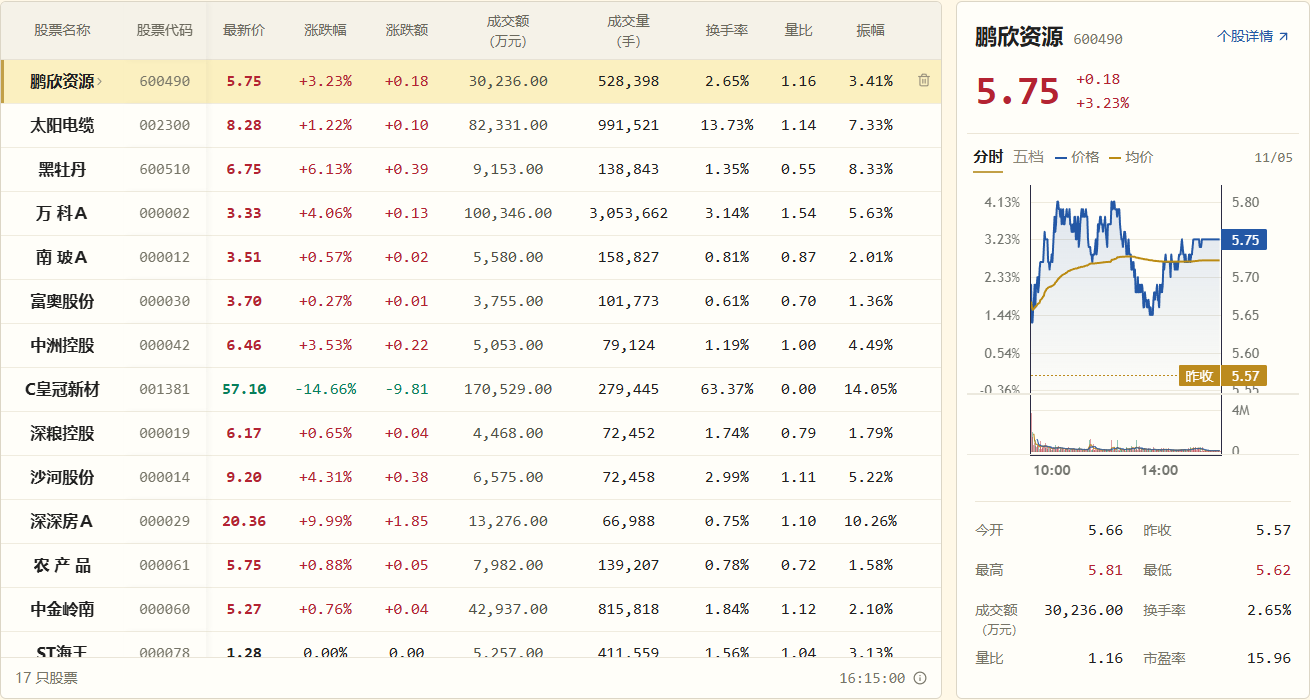 股票名称 股票代码 最新价 涨跌幅 涨跌额 成交额 (万元) 成交量 (手) 换手率 量比 振幅
鹏欣资源 600490 5.75 +3.23% +0.18 30,236.00 528,398 2.65% 1.16 3.41%
太阳电缆 002300 8.28 +1.22% +0.10 82,331.00 991,521 13.73% 1.14 7.33%
黑牡丹 600510 6.75 +6.13% +0.39 9,153.00 138,843 1.35% 0.55 8.33%
万 科A 000002 3.33 +4.06% +0.13 100,346.00 3,053,662 3.14% 1.54 5.63%
南 玻A 000012 3.51 +0.57% +0.02 5,580.00 158,827 0.81% 0.87 2.01%
富奥股份 000030 3.70 +0.27% +0.01 3,755.00 101,773 0.61% 0.70 1.36%
中洲控股 000042 6.46 +3.53% +0.22 5,053.00 79,124 1.19% 1.00 4.49%
C皇冠新材 001381 57.10 -14.66% -9.81 170,529.00 279,445 63.37% 0.00 14.05%
深粮控股 000019 6.17 +0.65% +0.04 4,468.00 72,452 1.74% 0.79 1.79%
沙河股份 000014 9.20 +4.31% +0.38 6,575.00 72,458 2.99% 1.11 5.22%
深深房A 000029 20.36 +9.99% +1.85 13,276.00 66,988 0.75% 1.10 10.26%
农 产 品 000061 5.75 +0.88% +0.05 7,982.00 139,207 0.78% 0.72 1.58%
中金岭南 000060 5.27 +0.76% +0.04 42,937.00 815,818 1.84% 1.12 2.10%
ST海王 000078 1.28 0.00% 0.00 5,257.00 411,559 1.56% 1.04 3.13%
17 只股票 16:15:00
鹏欣资源 600490 个股详情
5.75 +0.18
+3.23%
分时 五档 价格 均价 11/05
4.13% 5.80
3.23% 5.75
2.33% 5.70
1.44% 5.65
0.54% 5.60
昨收 5.57
-0.36% 5.55
4M
0
10:00 14:00
今开 5.66 昨收 5.57
最高 5.81 最低 5.62
成交额 30,236.00 换手率 2.65%
(万元)
量比 1.16 市盈率 15.96